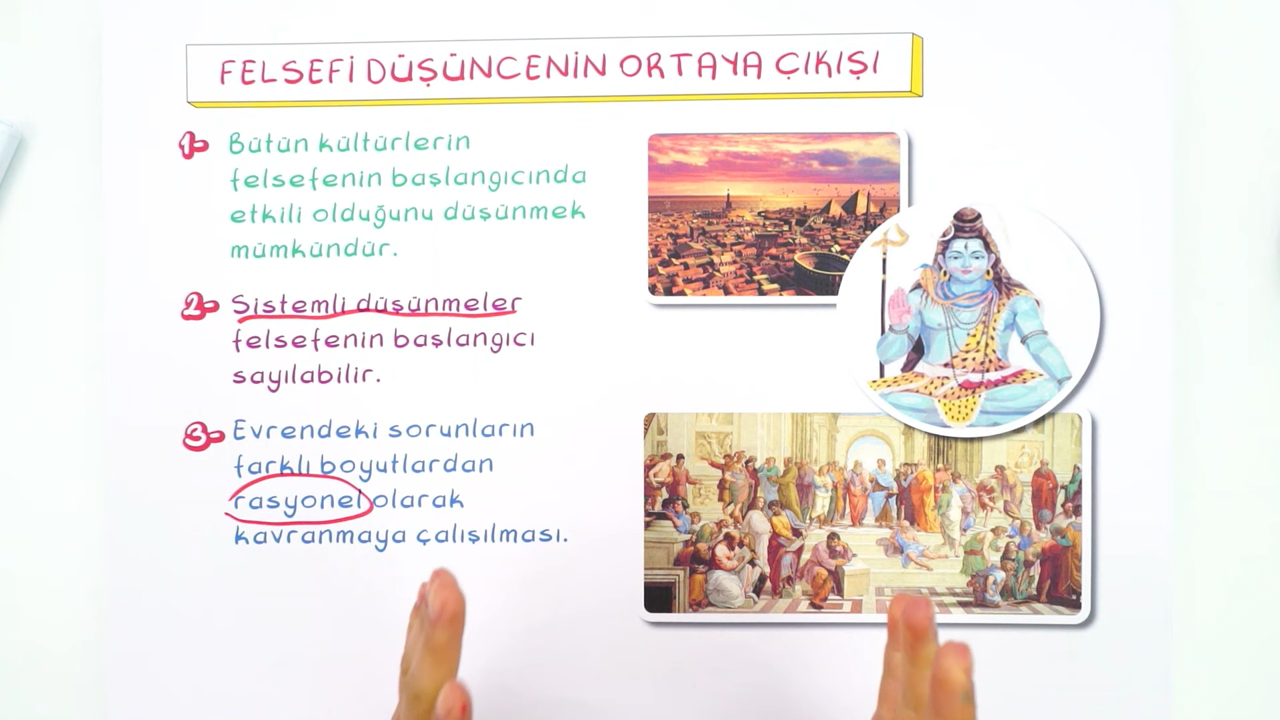 FELSEFİ DÜŞÜNCENİN ORTAYA ÇIKIŞI
1- Bütün kültürlerin
felsefenin başlangıcında
etkili olduğunu düşünmek
mümkündür.
2- Sistemli düşünmeler
felsefenin başlangıcı
sayılabilir.
3- Evrendeki sorunların
farklı boyutlardan
rasyonel olarak
kavranmaya çalışılması.